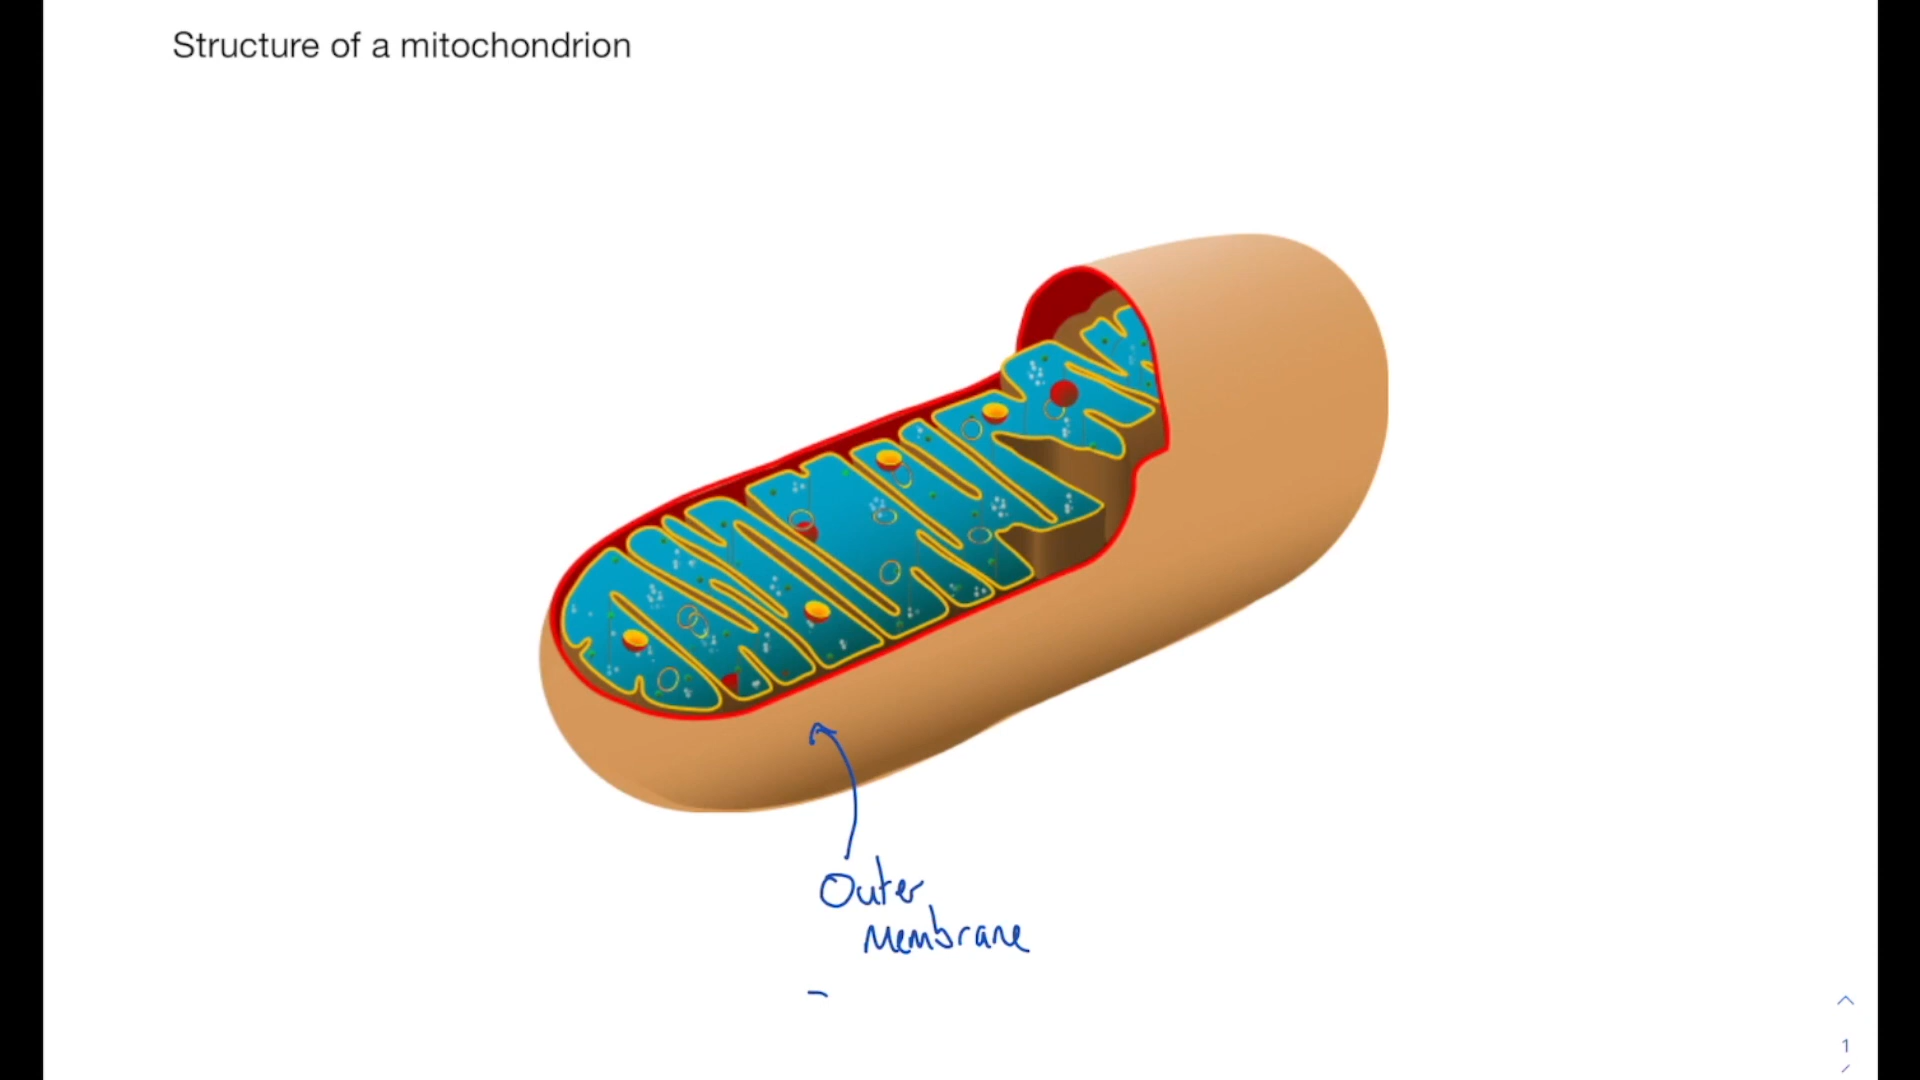 Structure of a mitochondrion
Outer
Membrane
-
1